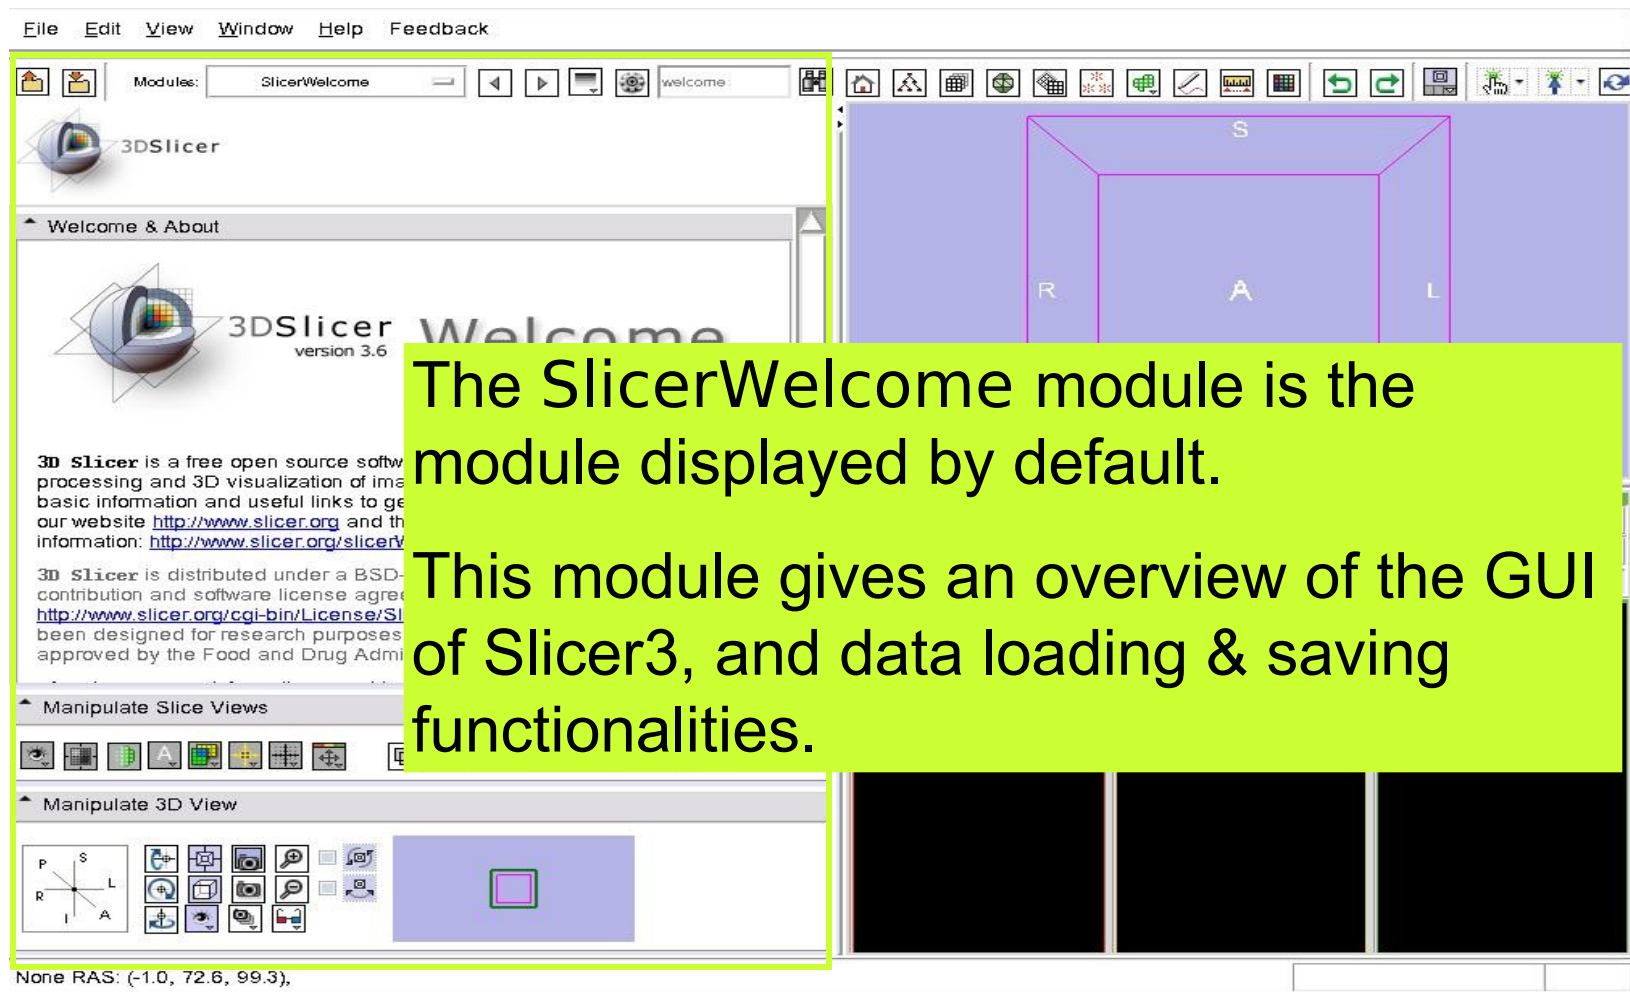 File Edit View Window Help Feedback
Modules: SlicerWelcome welcome
3DSlicer
Welcome & About
3DSlicer Welcome
version 3.6
3D Slicer is a free open source softw
processing and 3D visualization of ima
basic information and useful links to ge
our website http://www.slicer.org and th
information: http://www.slicer.org/slicerW
3D Slicer is distributed under a BSD-
contribution and software license agree
http://www.slicer.org/cgi-bin/License/Sl
been designed for research purposes
approved by the Food and Drug Admi
Manipulate Slice Views
A
Manipulate 3D View
P S
R L
I A
None RAS: (-1.0, 72.6, 99.3),
S
R A L
The SlicerWelcome module is the
module displayed by default.
This module gives an overview of the GUI
of Slicer3, and data loading & saving
functionalities.